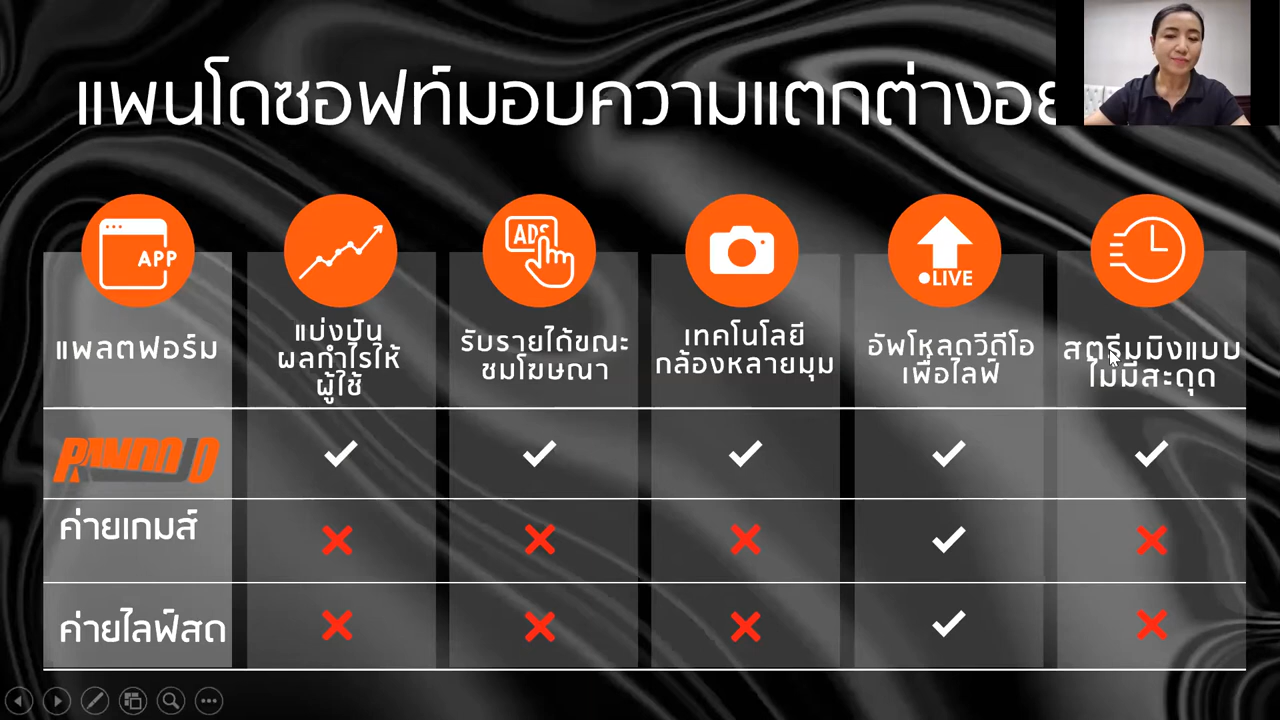 แพนโดซอฟท์มอบความแตกต่างอย
APP
ADS
LIVE
แพลตฟอร์ม
แบ่งปัน
ผลกำไรให้
ผู้ใช้
รับรายได้ขณะ
ชมโฆษณา
เทคโนโลยี
กล้องหลายมุม
อัพโหลดวีดีโอ
เพื่อไลฟ์
สตรีมมิงแบบ
ไม่มีสะดุด
ค่ายเกมส์
ค่ายไลฟ์สด